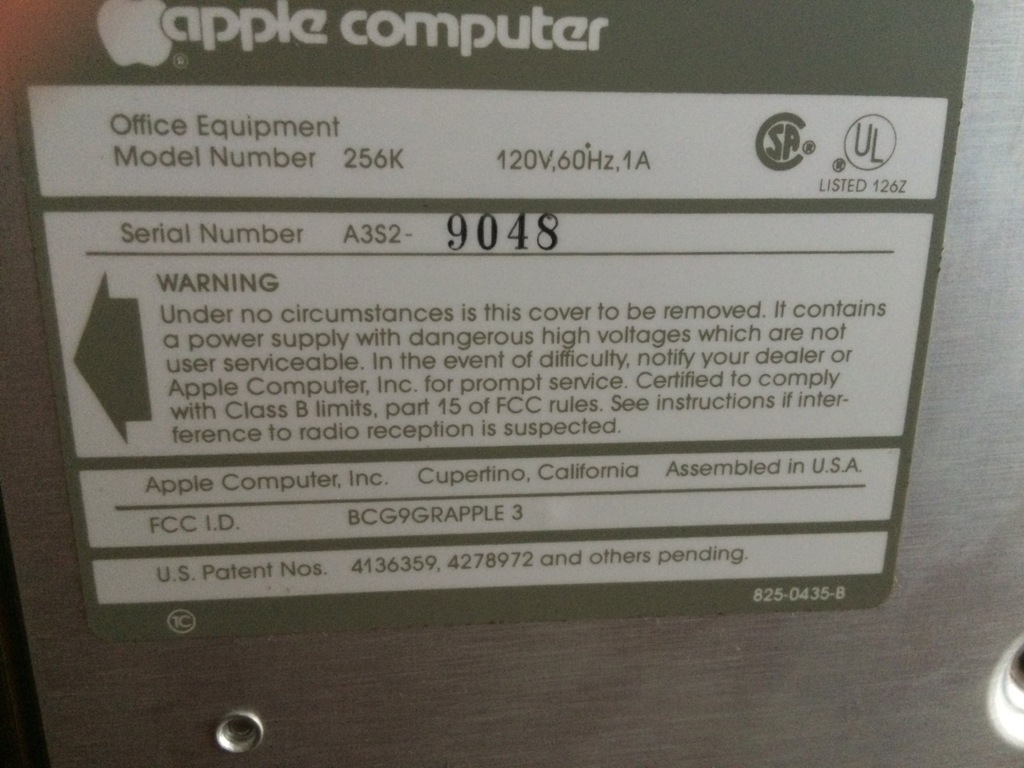 apple computer
®
Office Equipment
Model Number 256K 120V,60Hz,1A
SA® UL®
LISTED 126Z
Serial Number A3S2- 9048
WARNING
Under no circumstances is this cover to be removed. It contains
a power supply with dangerous high voltages which are not
user serviceable. In the event of difficulty, notify your dealer or
Apple Computer, Inc. for prompt service. Certified to comply
with Class B limits, part 15 of FCC rules. See instructions if inter-
ference to radio reception is suspected.
Apple Computer, Inc. Cupertino, California Assembled in U.S.A.
FCC I.D. BCG9GRAPPLE 3
U.S. Patent Nos. 4136359, 4278972 and others pending.
825-0435-B
TC